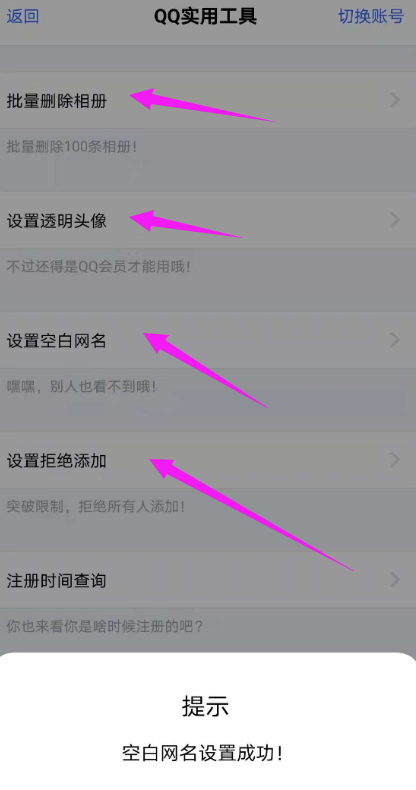 返回 QQ实用工具 切换账号
批量删除相册
批量删除100条相册!
设置透明头像
不过还得是QQ会员才能用哦!
设置空白网名
嘿嘿，别人也看不到哦!
设置拒绝添加
突破限制，拒绝所有人添加!
注册时间查询
你也来看你是啥时候注册的吧?
提示
空白网名设置成功!